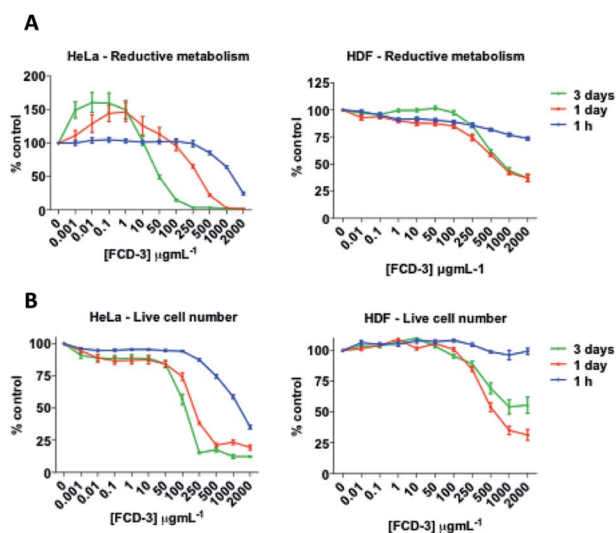 A
HeLa - Reductive metabolism
HDF - Reductive metabolism
% control
200
150
100
50
0
0 0.001 0.01 0.1 1 10 50 100 250 500 1000 2000
[FCD-3] µgmL-1
% control
125
100
75
50
25
0
0 0.01 0.1 1 10 50 100 250 500 1000 2000
[FCD-3] µgmL-1
3 days
1 day
1 h
B
HeLa - Live cell number
HDF - Live cell number
% control
100
75
50
25
0
0 0.001 0.01 0.1 1 10 50 100 250 500 1000 2000
[FCD-3] µgmL-1
% control
100
75
50
25
0
0 0.01 0.1 1 10 50 100 250 500 1000 2000
[FCD-3] µgmL-1
3 days
1 day
1 h